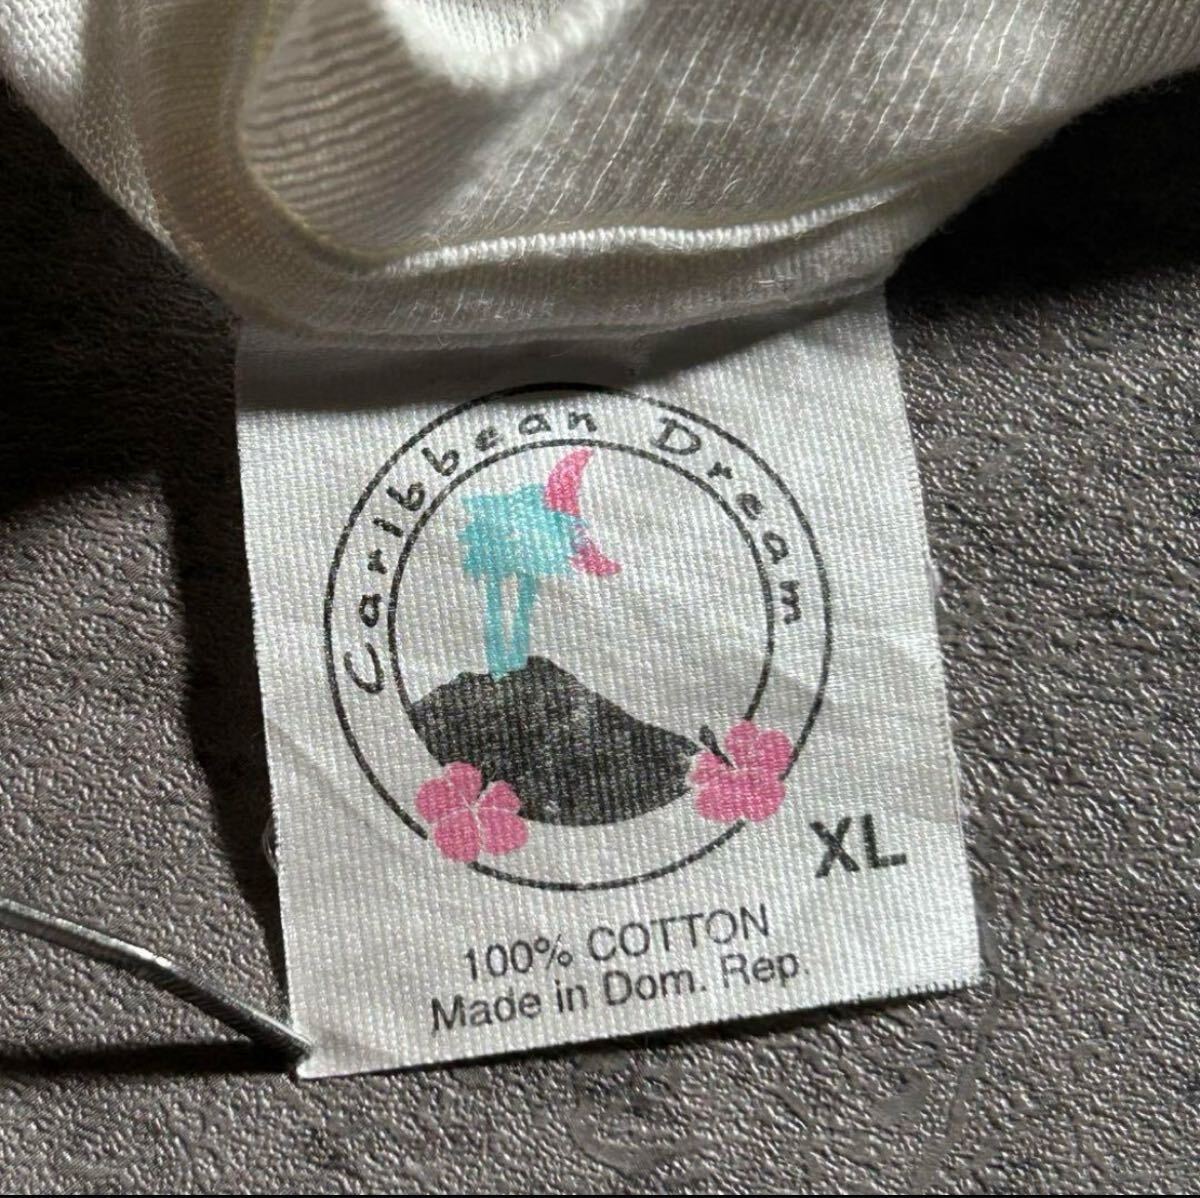 Caribbean Dream
XL
100% COTTON
Made in Dom. Rep.